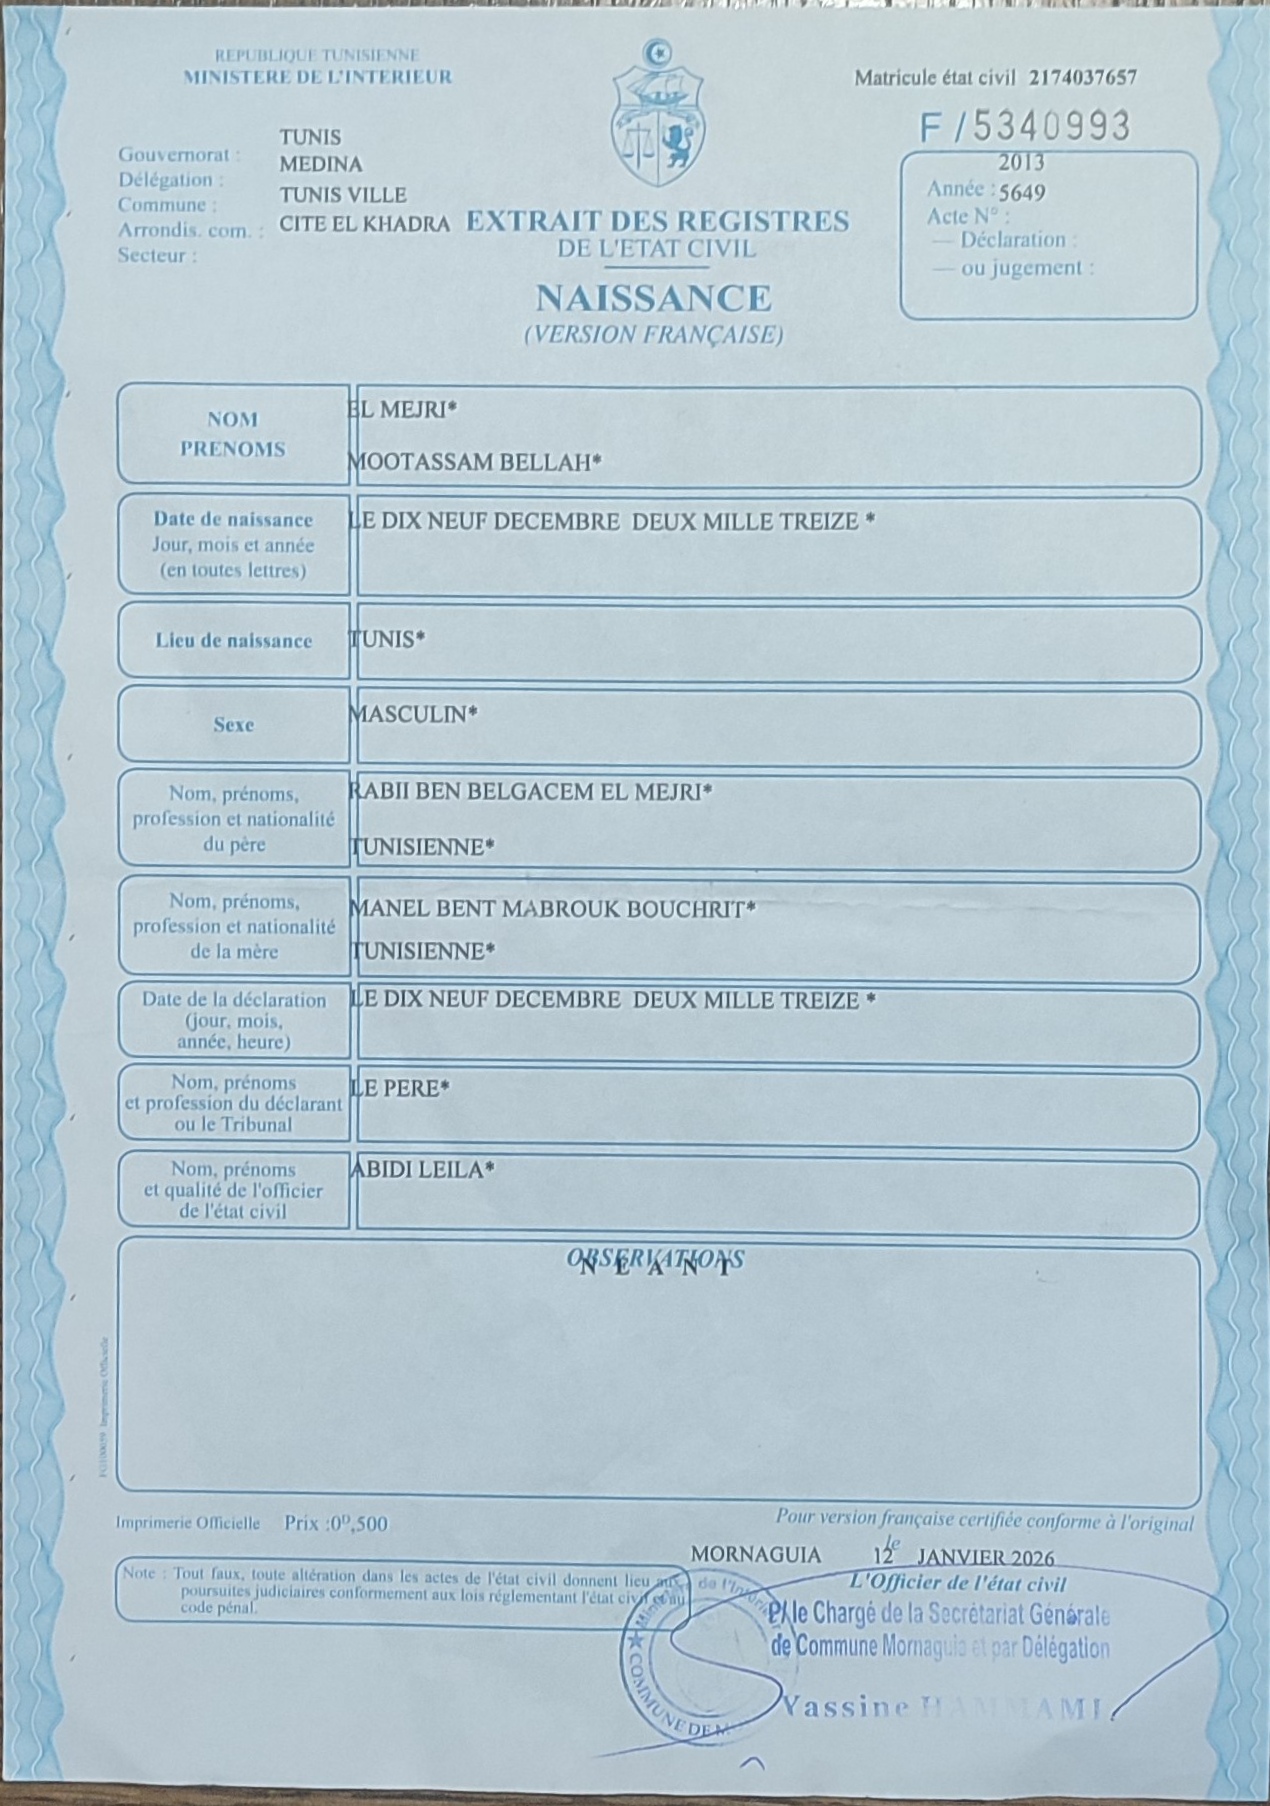 REPUBLIQUE TUNISIENNE
MINISTERE DE L'INTERIEUR
Matricule état civil 2174037657
F / 5340993
Gouvernorat : TUNIS
Délégation : MEDINA
Commune : TUNIS VILLE
Arrondis. com. : CITE EL KHADRA
Secteur :
2013
Année : 5649
Acte N° :
— Déclaration :
— ou jugement :
EXTRAIT DES REGISTRES
DE L'ETAT CIVIL
NAISSANCE
(VERSION FRANÇAISE)
NOM
PRENOMS
EL MEJRI*
MOOTASSAM BELLAH*
Date de naissance
Jour, mois et année
(en toutes lettres)
LE DIX NEUF DECEMBRE DEUX MILLE TREIZE *
Lieu de naissance
TUNIS*
Sexe
MASCULIN*
Nom, prénoms,
profession et nationalité
du père
RABII BEN BELGACEM EL MEJRI*
TUNISIENNE*
Nom, prénoms,
profession et nationalité
de la mère
MANEL BENT MABROUK BOUCHRIT*
TUNISIENNE*
Date de la déclaration
(jour, mois,
année, heure)
LE DIX NEUF DECEMBRE DEUX MILLE TREIZE *
Nom, prénoms
et profession du déclarant
ou le Tribunal
LE PERE*
Nom, prénoms
et qualité de l'officier
de l'état civil
ABIDI LEILA*
OBSERVATIONS
N E A N T
Imprimerie Officielle
Imprimerie Officielle Prix :0ᴰ,500
Pour version française certifiée conforme à l'original
MORNAGUIA le 12 JANVIER 2026
L'Officier de l'état civil
Note : Tout faux, toute altération dans les actes de l'état civil donnent lieu aux
poursuites judiciaires conformement aux lois réglementant l'état civil et au
code pénal.
P/ le Chargé de la Secrétariat Générale
de Commune Mornaguia et par Délégation
Yassine HAMMAMI
de l'Intérieur
COMMUNE DE